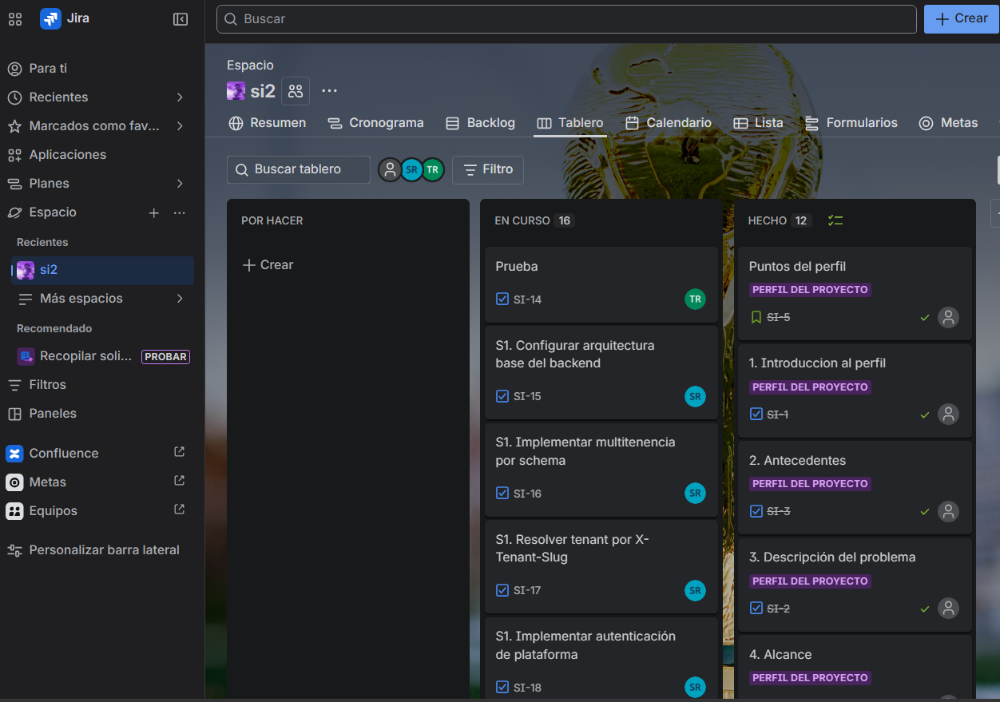 Jira
Buscar
Crear
Para ti
Recientes
Marcados como fav...
Aplicaciones
Planes
Espacio
Recientes
si2
Más espacios
Recomendado
Recopilar soli...
PROBAR
Filtros
Paneles
Confluence
Metas
Equipos
Personalizar barra lateral
Espacio
si2
Resumen
Cronograma
Backlog
Tablero
Calendario
Lista
Formularios
Metas
Buscar tablero
SR
TR
Filtro
POR HACER
Crear
EN CURSO 16
Prueba
SI-14
TR
S1. Configurar arquitectura
base del backend
SI-15
SR
S1. Implementar multitenencia
por schema
SI-16
SR
S1. Resolver tenant por X-
Tenant-Slug
SI-17
SR
S1. Implementar autenticación
de plataforma
SI-18
SR
HECHO 12
Puntos del perfil
PERFIL DEL PROYECTO
SI-5
1. Introduccion al perfil
PERFIL DEL PROYECTO
SI-1
2. Antecedentes
PERFIL DEL PROYECTO
SI-3
3. Descripción del problema
PERFIL DEL PROYECTO
SI-2
4. Alcance
PERFIL DEL PROYECTO